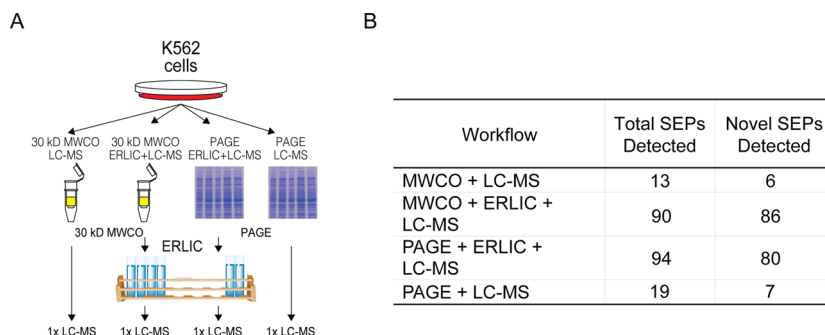 A
K562
cells
30 kD MWCO
LC-MS
30 kD MWCO
ERLIC+LC-MS
PAGE
ERLIC+LC-MS
PAGE
LC-MS
30 kD MWCO
PAGE
ERLIC
1x LC-MS
1x LC-MS
1x LC-MS
1x LC-MS
B
Workflow
Total SEPs
Detected
Novel SEPs
Detected
MWCO + LC-MS 13 6
MWCO + ERLIC +
LC-MS 90 86
PAGE + ERLIC +
LC-MS 94 80
PAGE + LC-MS 19 7